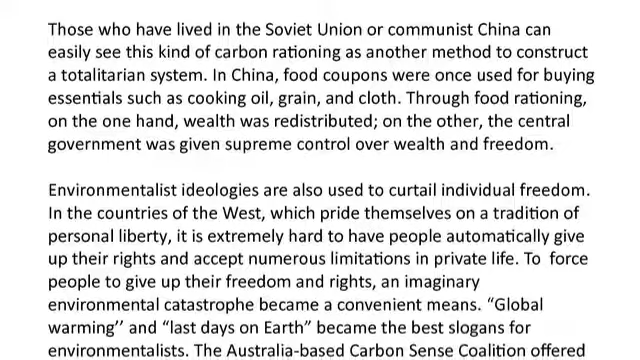 Those who have lived in the Soviet Union or communist China can
easily see this kind of carbon rationing as another method to construct
a totalitarian system. In China, food coupons were once used for buying
essentials such as cooking oil, grain, and cloth. Through food rationing,
on the one hand, wealth was redistributed; on the other, the central
government was given supreme control over wealth and freedom.
Environmentalist ideologies are also used to curtail individual freedom.
In the countries of the West, which pride themselves on a tradition of
personal liberty, it is extremely hard to have people automatically give
up their rights and accept numerous limitations in private life. To  force
people to give up their freedom and rights, an imaginary
environmental catastrophe became a convenient means. “Global
warming’’ and “last days on Earth” became the best slogans for
environmentalists. The Australia-based Carbon Sense Coalition offered